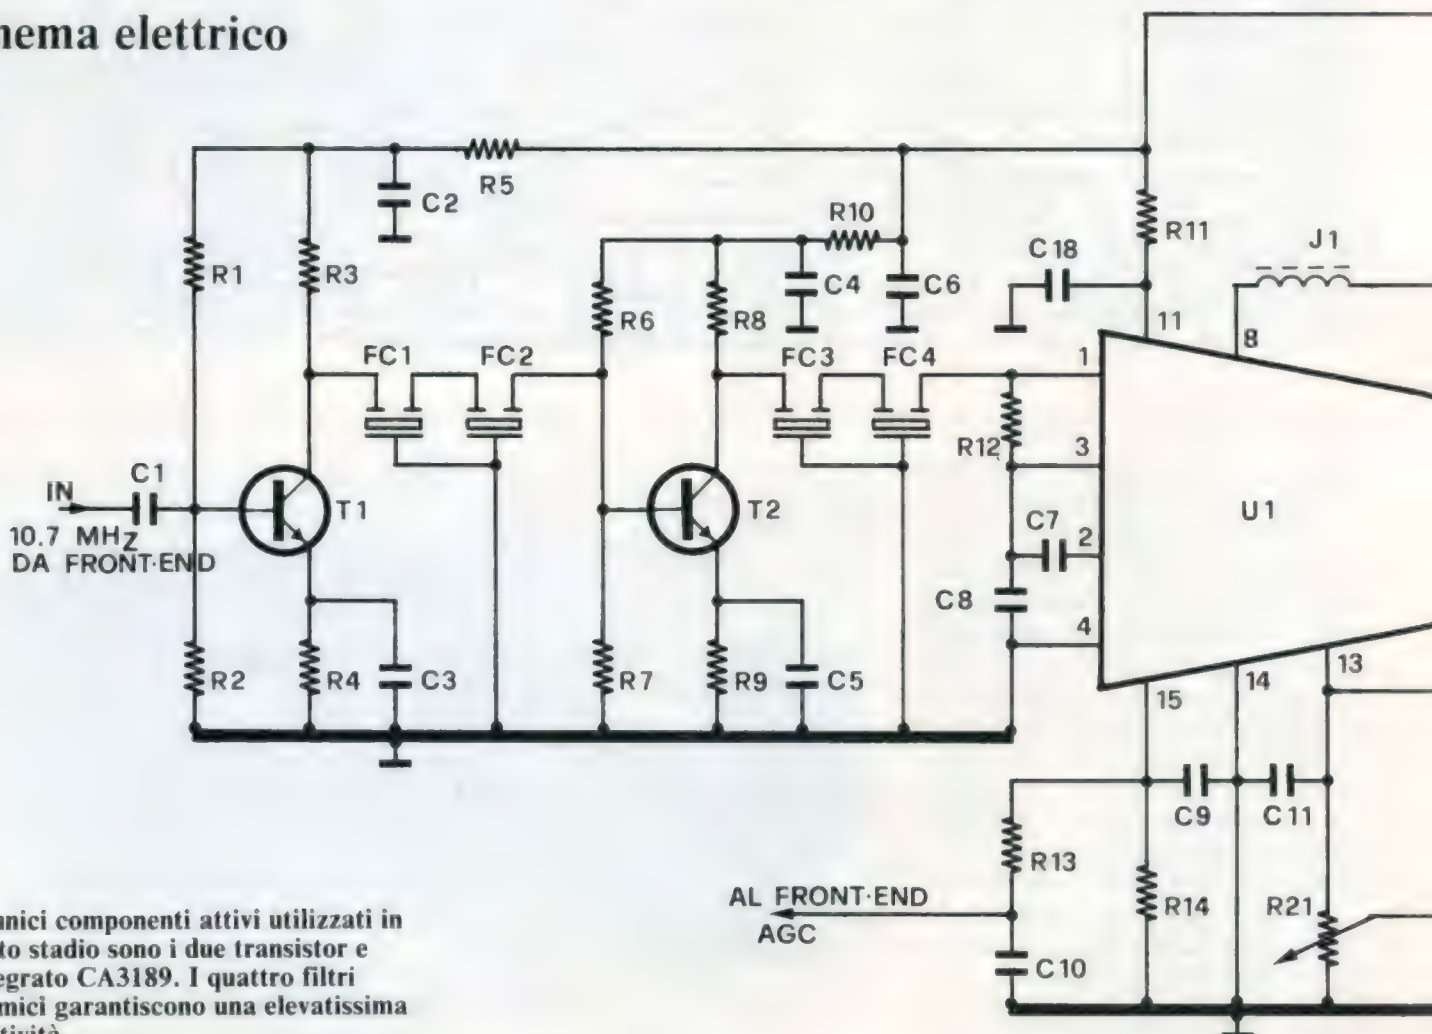 nema elettrico
R5
C2
R10
R11
C18
J1
R1
R3
C4
C6
R6
R8
11
8
FC1
FC2
FC3
FC4
1
R12
3
C1
IN
T1
T2
U1
10.7 MHz
DA FRONT-END
C7
2
C8
4
R2
R4
C3
R7
R9
C5
15
14
13
C9
C11
R13
AL FRONT-END
AGC
R14
R21
C10
nici componenti attivi utilizzati in
to stadio sono i due transistor e
egrato CA3189. I quattro filtri
mici garantiscono una elevatissima